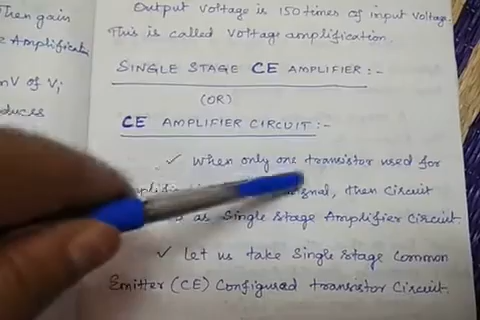 Then gain
Output voltage is 150 times of input voltage.
This is called voltage amplification.
mV of Vi
SINGLE STAGE CE AMPLIFIER :-
(OR)
CE AMPLIFIER CIRCUIT :-
✓ When only one transistor used for
signal, then circuit
as Single Stage Amplifier Circuit.
✓ Let us take Single Stage Common
Emitter (CE) Configured transistor Circuit.